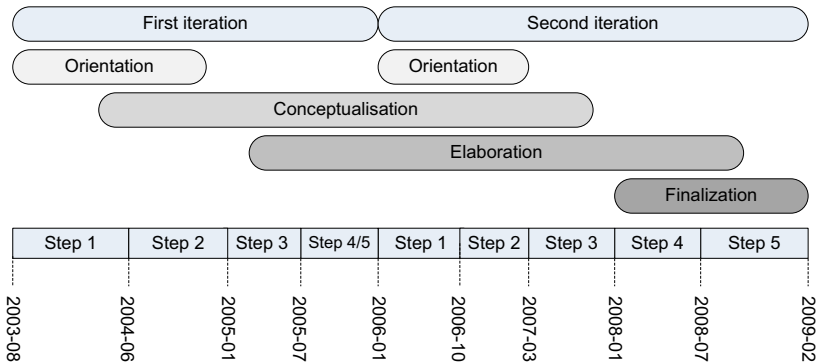 First iteration
Second iteration
Orientation
Orientation
Conceptualisation
Elaboration
Finalization
Step 1
Step 2
Step 3
Step 4/5
Step 1
Step 2
Step 3
Step 4
Step 5
2003-08
2004-06
2005-01
2005-07
2006-01
2006-10
2007-03
2008-01
2008-07
2009-02